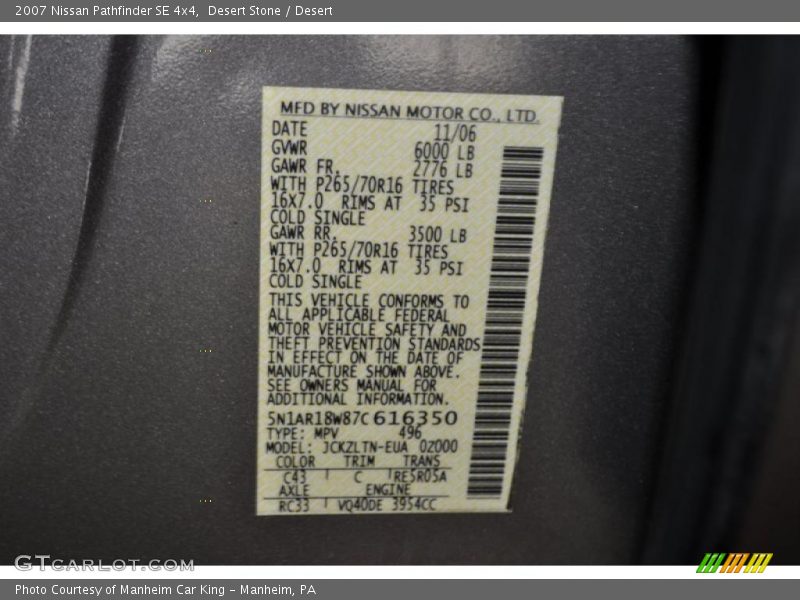 2007 Nissan Pathfinder SE 4x4,  Desert Stone / Desert
MFD BY NISSAN MOTOR CO., LTD.
DATE 11/06
GVWR 6000 LB
GAWR FR. 2776 LB
WITH P265/70R16 TIRES
16X7.0 RIMS AT 35 PSI
COLD SINGLE
GAWR RR. 3500 LB
WITH P265/70R16 TIRES
16X7.0 RIMS AT 35 PSI
COLD SINGLE
THIS VEHICLE CONFORMS TO
ALL APPLICABLE FEDERAL
MOTOR VEHICLE SAFETY AND
THEFT PREVENTION STANDARDS
IN EFFECT ON THE DATE OF
MANUFACTURE SHOWN ABOVE.
SEE OWNERS MANUAL FOR
ADDITIONAL INFORMATION.
5N1AR18W87C616350
TYPE: MPV 496
MODEL: JCKZLTN-EUA 02000
COLOR TRIM TRANS
C43 C RE5R05A
AXLE ENGINE
RC33 VQ40DE 3954CC
GTCARLOT.COM
Photo Courtesy of Manheim Car King - Manheim, PA